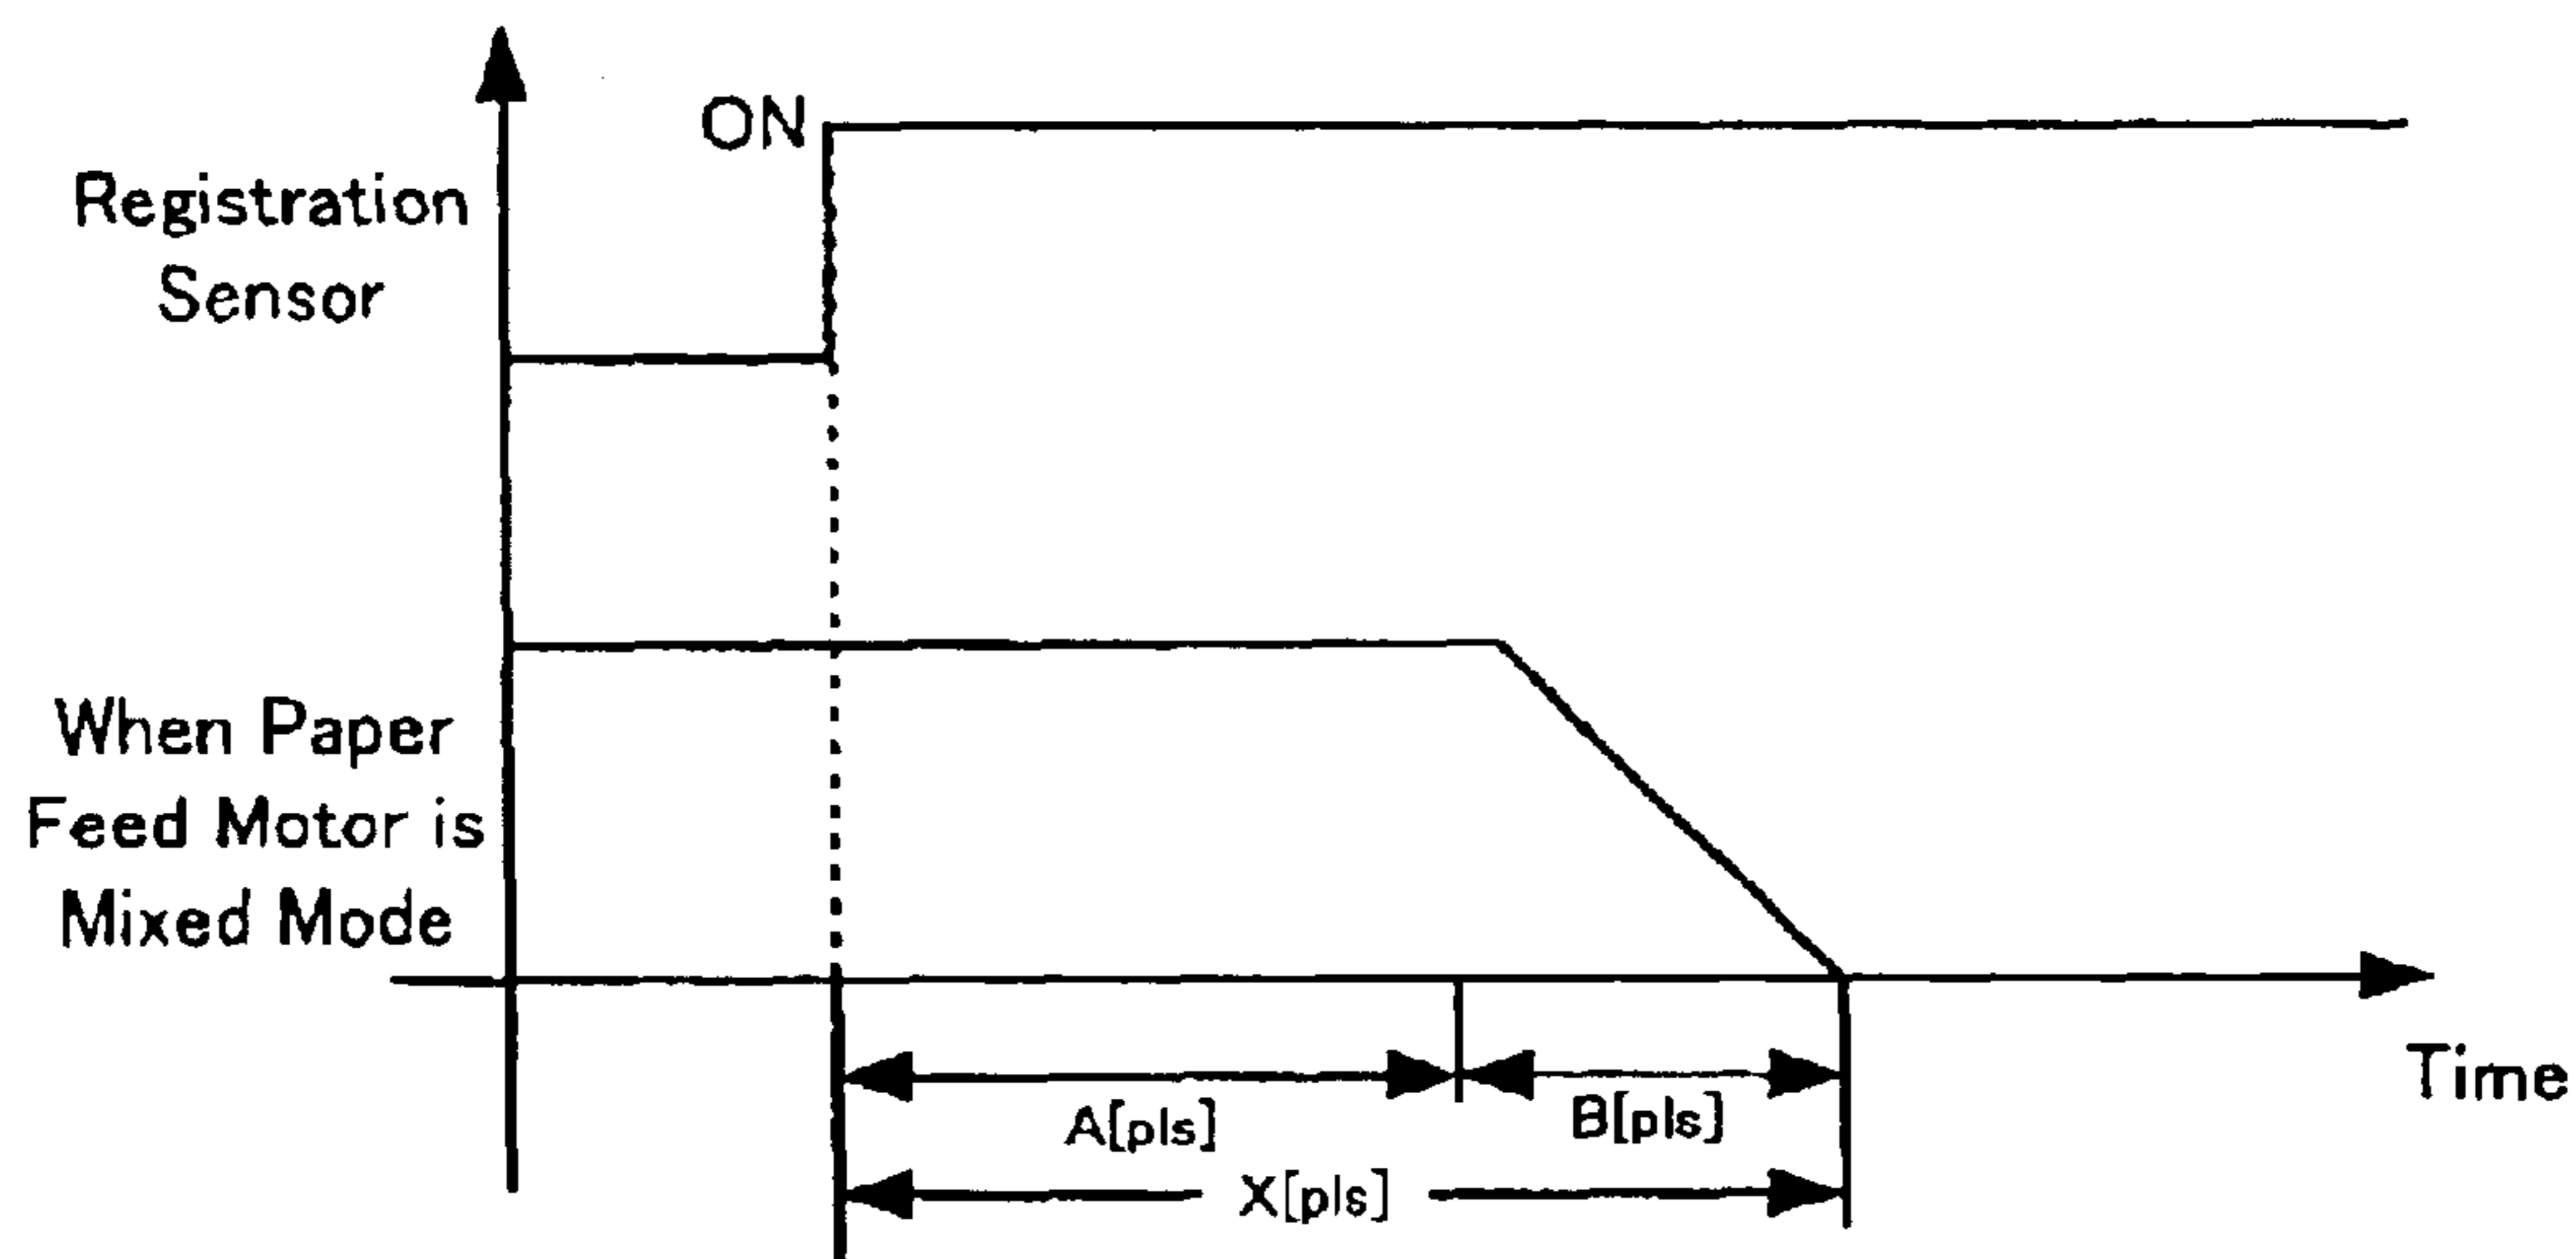 ON
Registration
Sensor
When Paper
Feed Motor is
Mixed Mode
Time
A[pls]
B[pls]
X[pls]